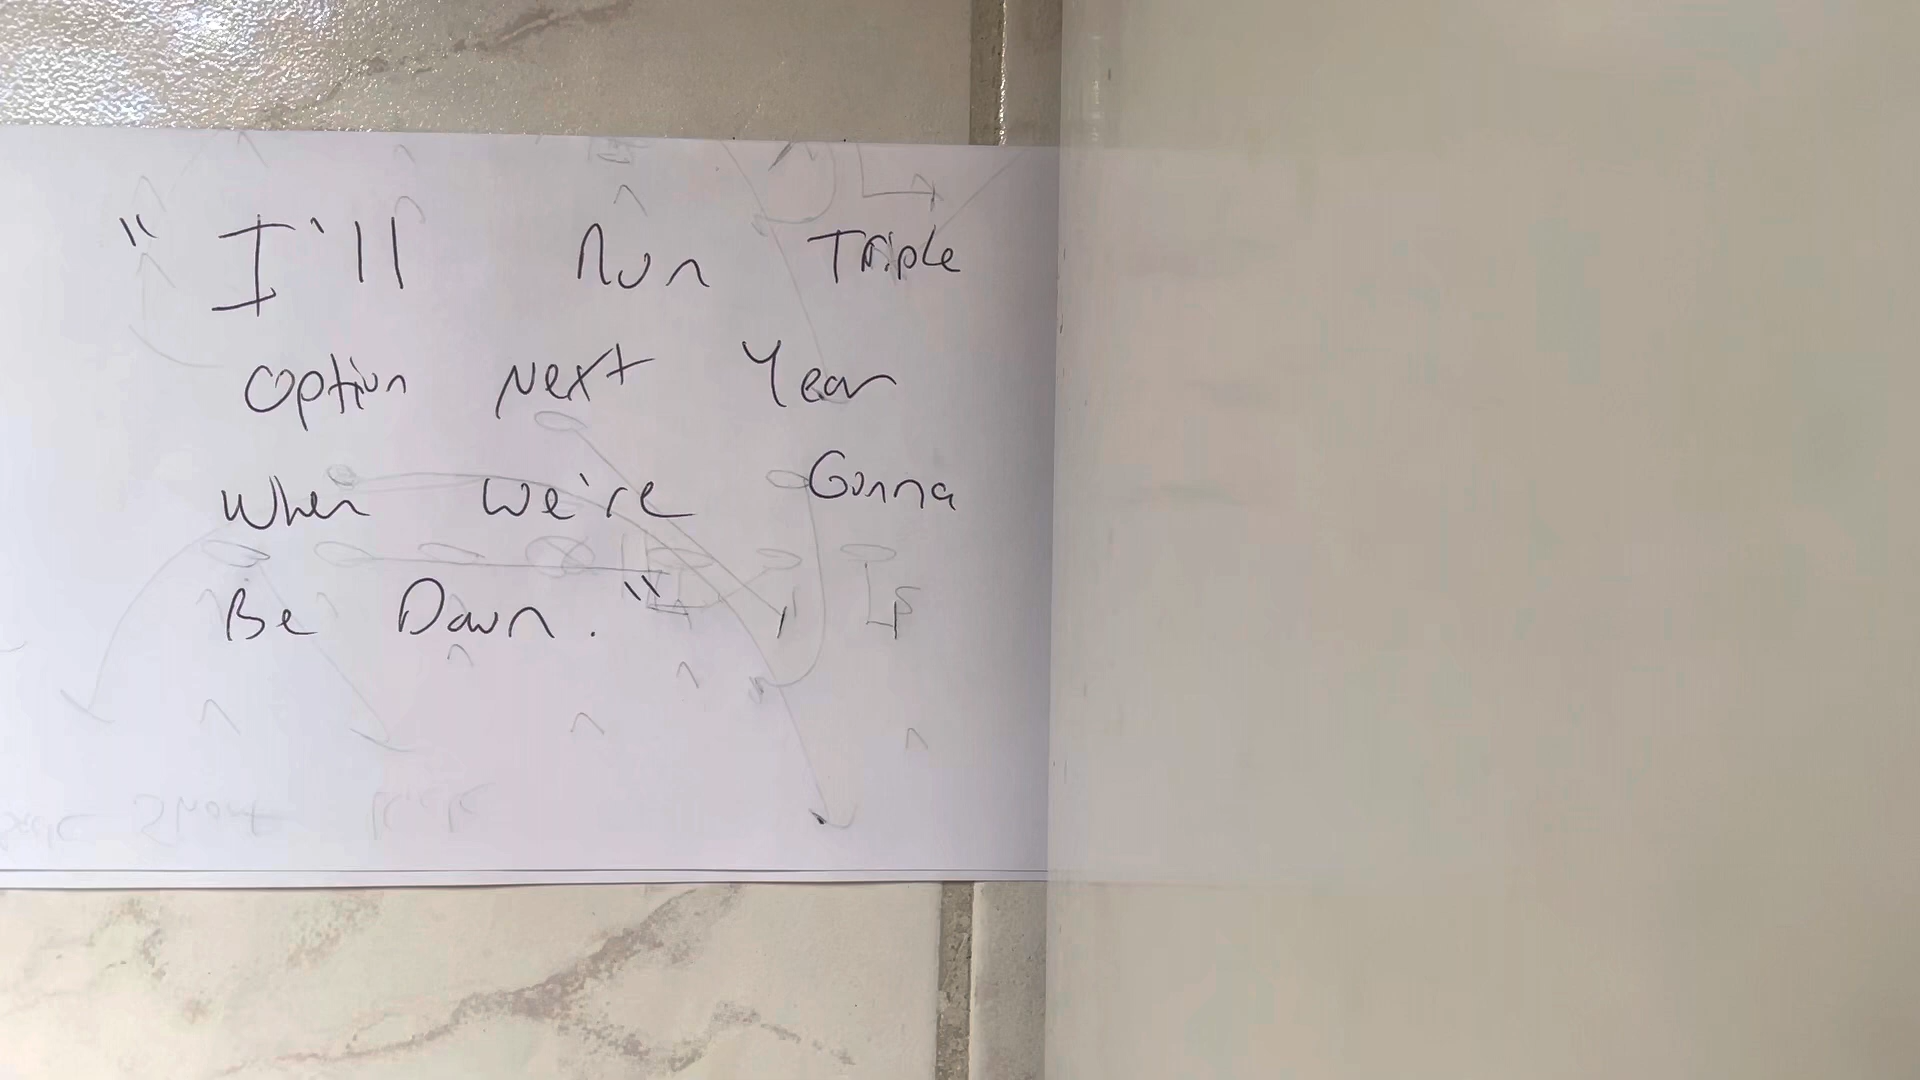 "I'll Run Triple
option Next Year
When We're Gonna
Be Down."